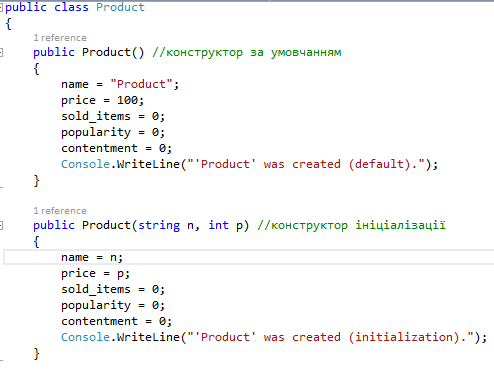 public class Product
{
1 reference
public Product() //конструктор за умовчанням
{
name = "Product";
price = 100;
sold_items = 0;
popularity = 0;
contentment = 0;
Console.WriteLine("'Product' was created (default).");
}
1 reference
public Product(string n, int p) //конструктор ініціалізації
{
name = n;
price = p;
sold_items = 0;
popularity = 0;
contentment = 0;
Console.WriteLine("'Product' was created (initialization).");
}